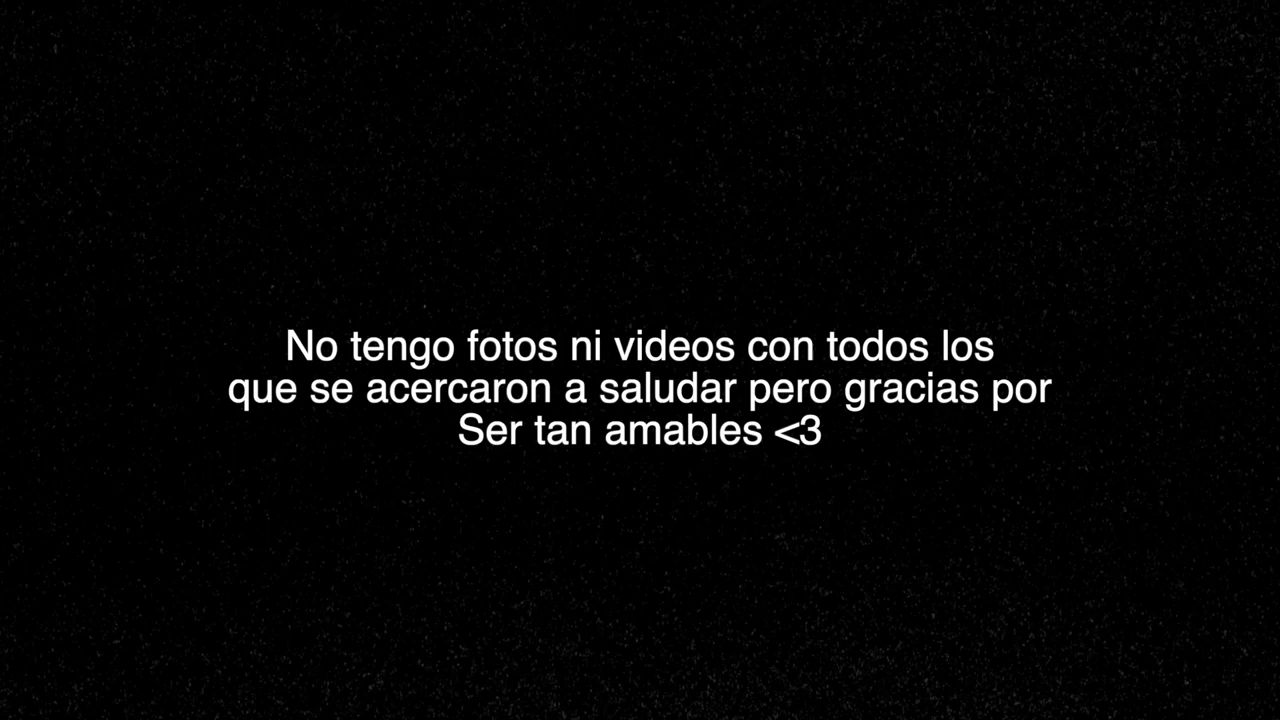 No tengo fotos ni videos con todos los
que se acercaron a saludar pero gracias por
Ser tan amables <3